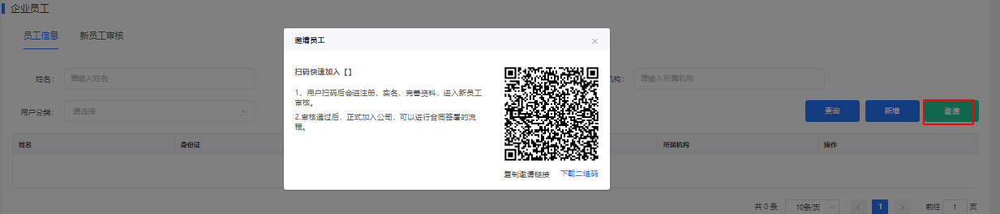 企业员工
员工信息 新员工审核
邀请员工
姓名： 请输入姓名
机构： 请输入所属机构
扫码快速加入【】
1、用户扫码后会进注册、实名、完善资料，进入新员工
审核。
2.审核通过后，正式加入公司，可以进行合同签署的流
程。
用户分类： 请选择
查询 新增 邀请
姓名 身份证 所属机构 操作
复制邀请链接 下载二维码
共 0 条 10条/页 1 前往 1 页